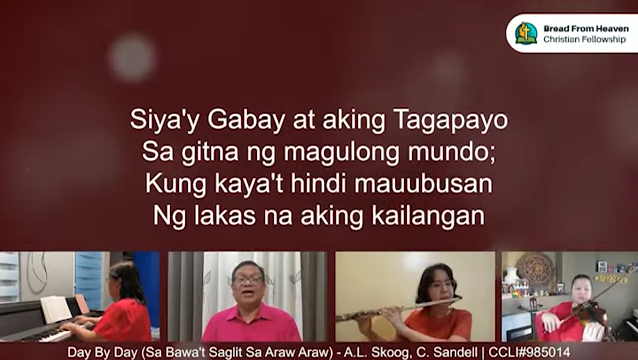 Bread From Heaven
Christian Fellowship
Siya'y Gabay at aking Tagapayo
Sa gitna ng magulong mundo;
Kung kaya't hindi mauubusan
Ng lakas na aking kailangan
Day By Day (Sa Bawa't Saglit Sa Araw Araw) - A.L. Skoog, C. Sandell | CCLI#985014